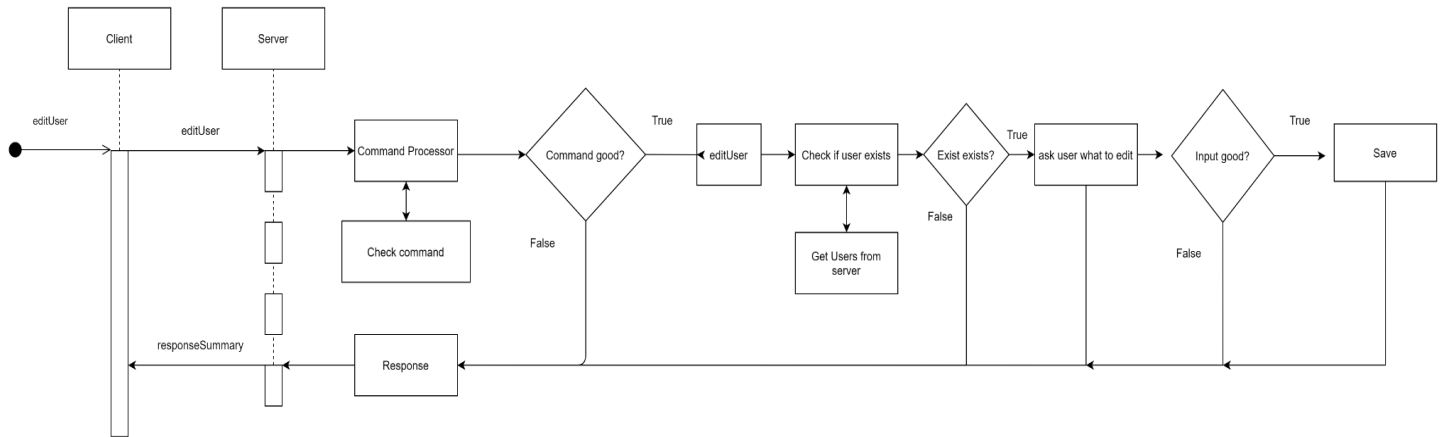 Client
Server
editUser
editUser
Command Processor
Command good?
True
editUser
Check if user exists
Exist exists?
True
ask user what to edit
Input good?
True
Save
Check command
False
Get Users from
server
False
False
responseSummary
Response